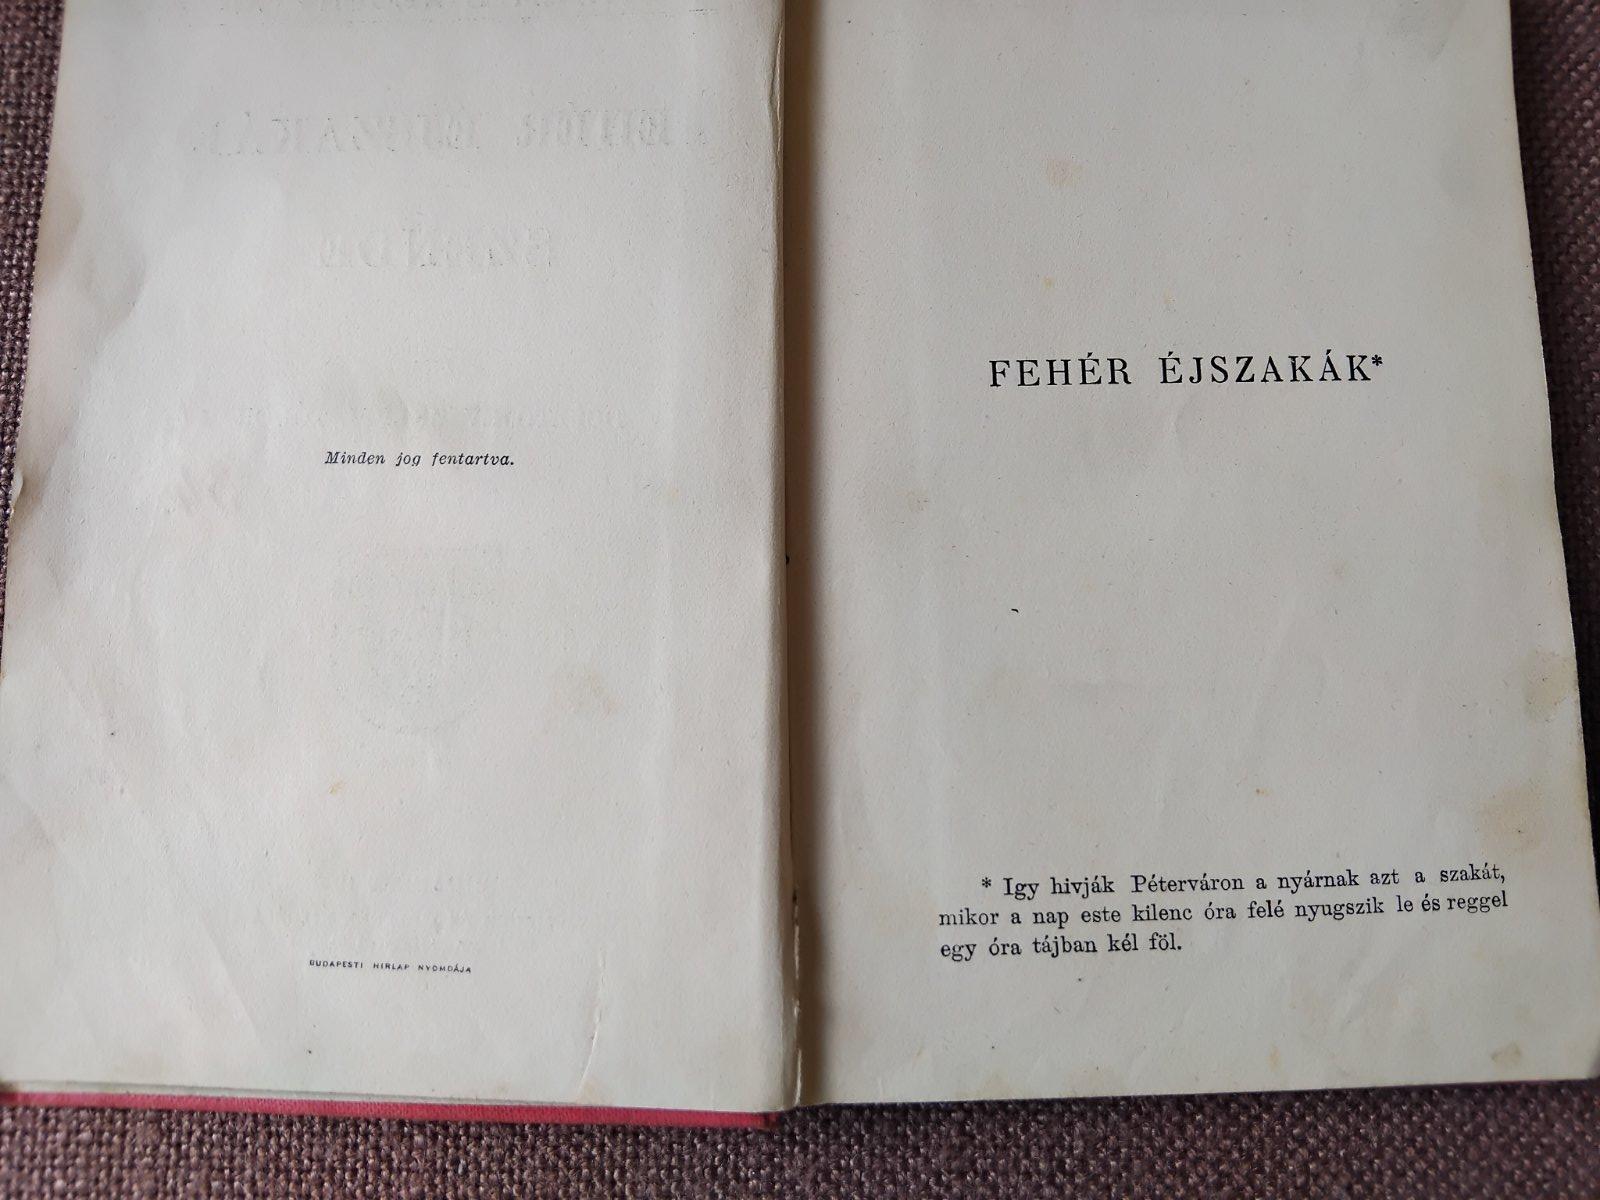 Minden jog fentartva.
BUDAPESTI HIRLAP NYOMDÁJA
FEHÉR ÉJSZAKÁK*
* Igy hivják Péterváron a nyárnak azt a szakát,
mikor a nap este kilenc óra felé nyugszik le és reggel
egy óra tájban kél föl.